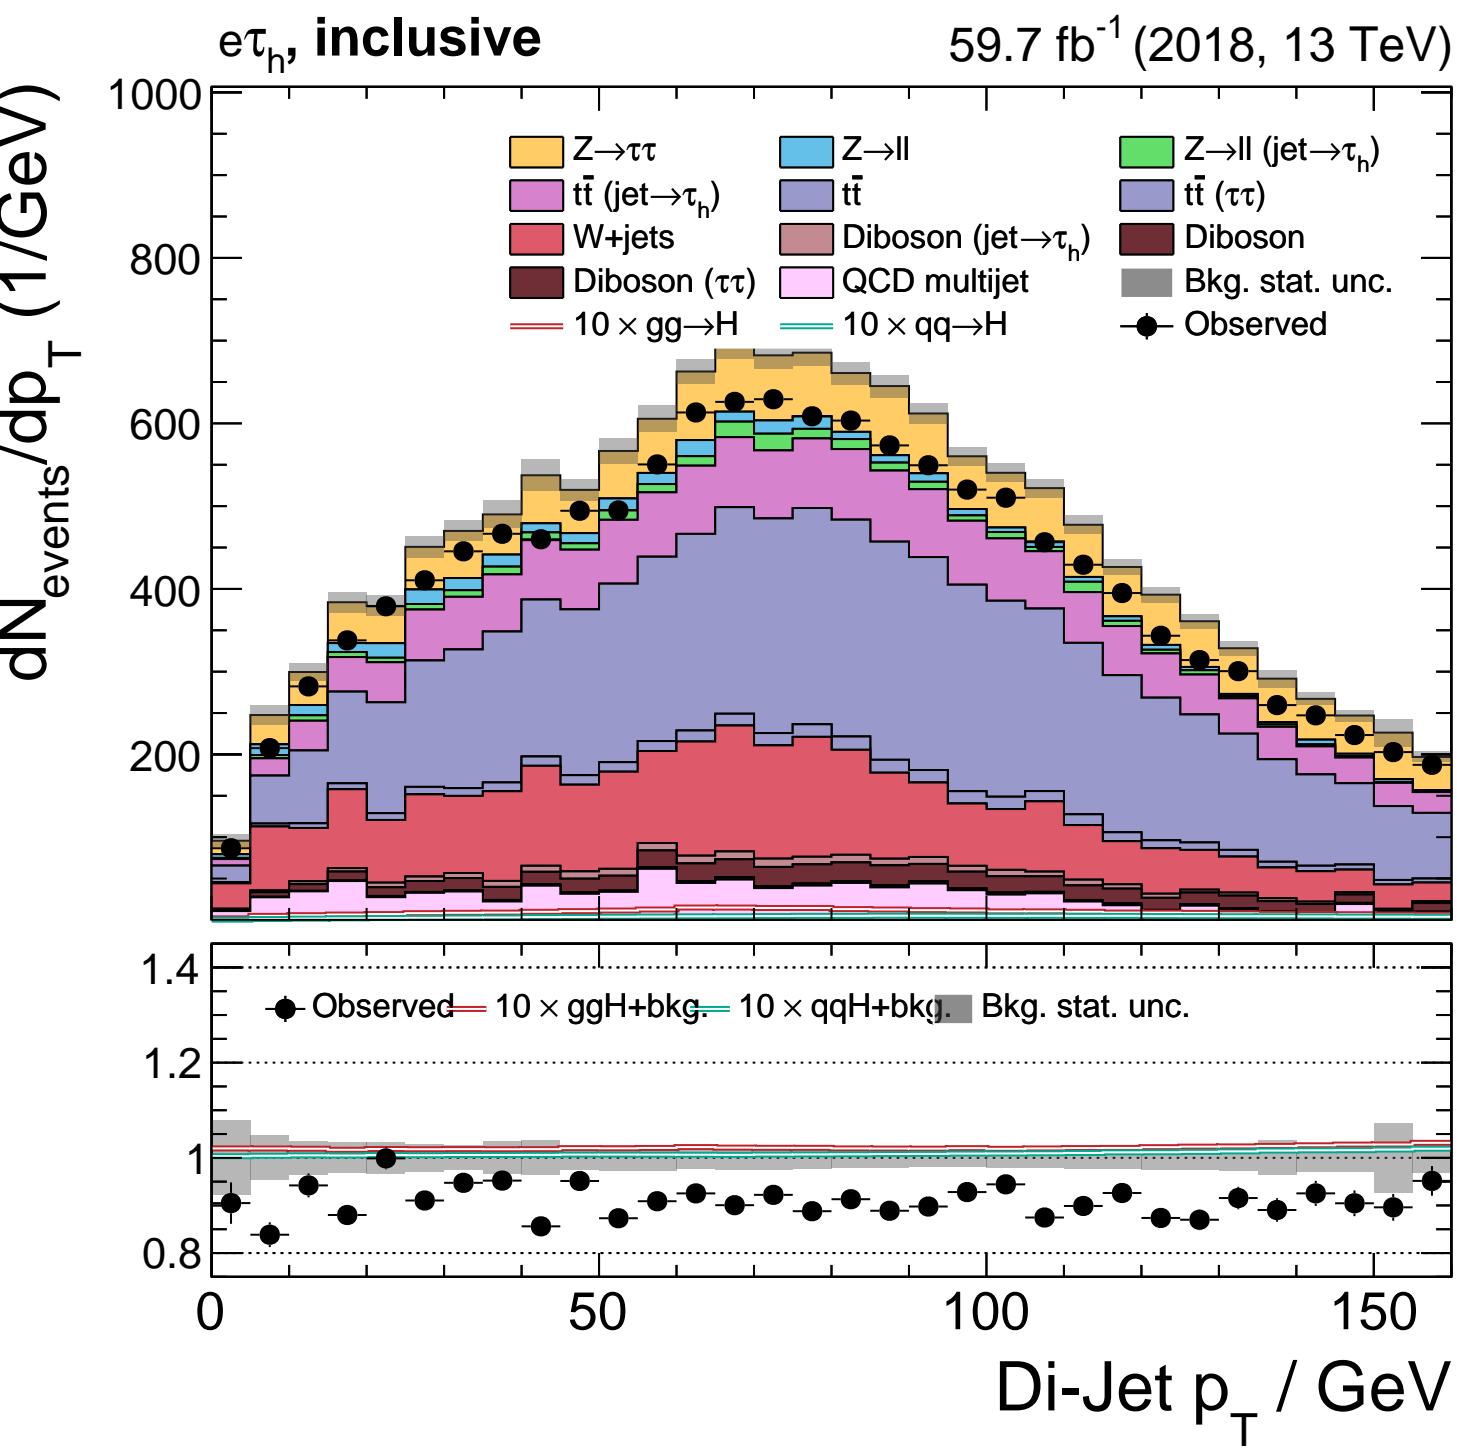 eτh, inclusive 59.7 fb-1 (2018, 13 TeV)
dNevents/dpT (1/GeV)
1000
800
600
400
200
Z→ττ Z→ll Z→ll (jet→τh)
tt̄ (jet→τh) tt̄ tt̄ (ττ)
W+jets Diboson (jet→τh) Diboson
Diboson (ττ) QCD multijet Bkg. stat. unc.
10 × gg→H 10 × qq→H Observed
1.4
1.2
1
0.8
Observed 10 × ggH+bkg. 10 × qqH+bkg. Bkg. stat. unc.
0 50 100 150
Di-Jet pT / GeV